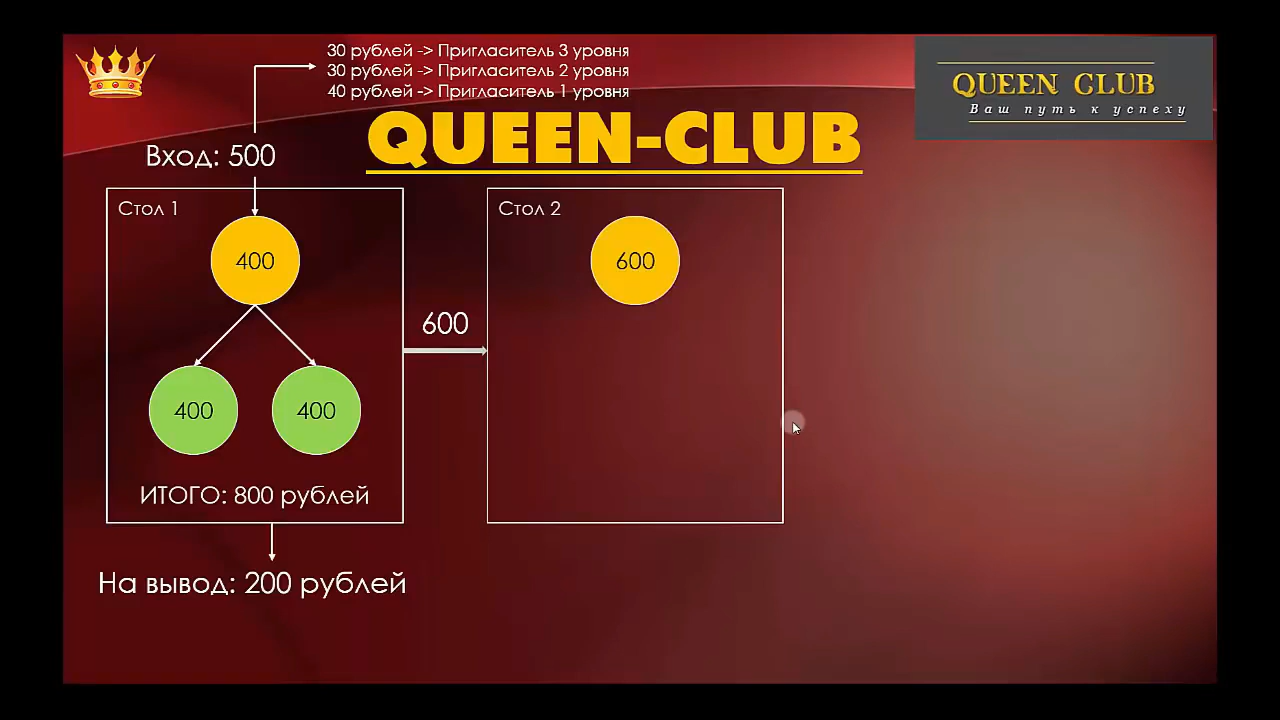 30 рублей -> Пригласитель 3 уровня
30 рублей -> Пригласитель 2 уровня
40 рублей -> Пригласитель 1 уровня
QUEEN CLUB
Ваш путь к успеху
QUEEN-CLUB
Вход: 500
Стол 1
400
400
400
ИТОГО: 800 рублей
На вывод: 200 рублей
600
Стол 2
600